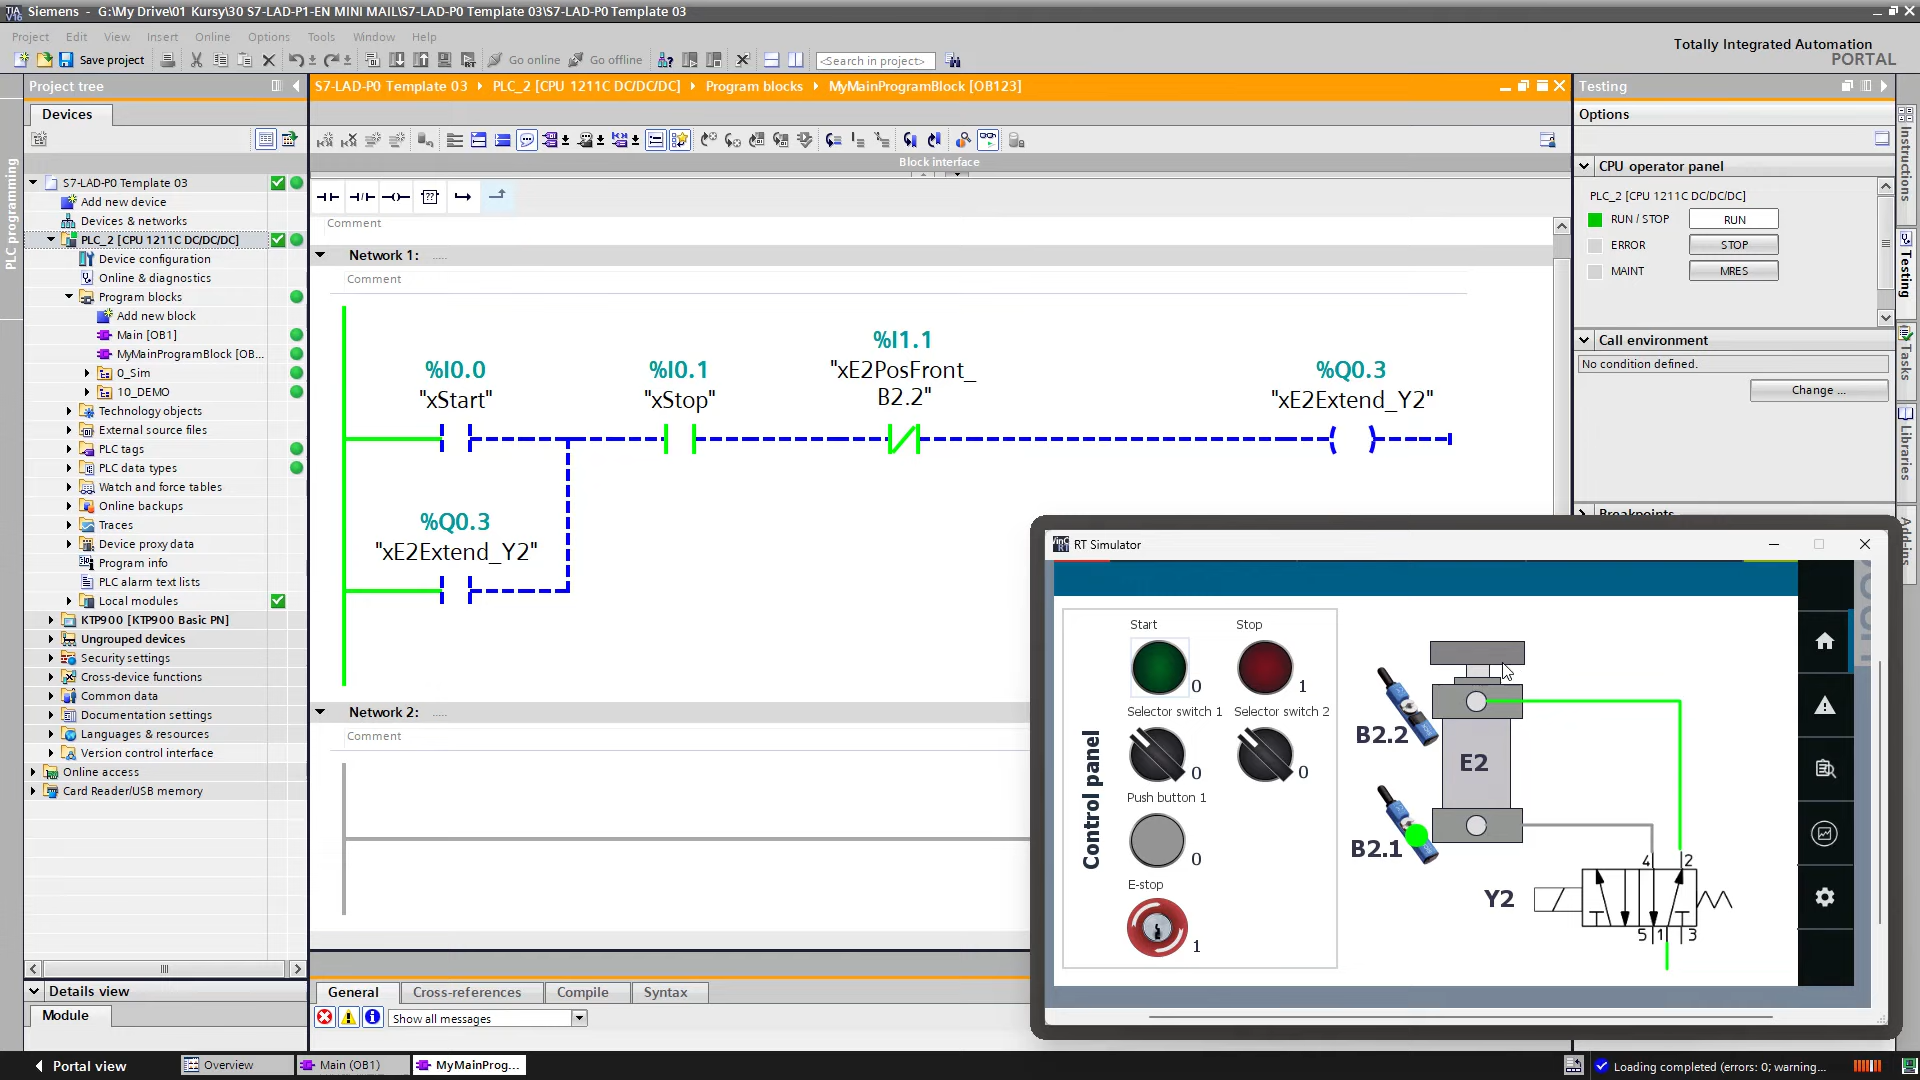 Siemens - G:\My Drive\01 Kursy\30 S7-LAD-P1-EN MINI MAIL\S7-LAD-P0 Template 03\S7-LAD-P0 Template 03
Project Edit View Insert Online Options Tools Window Help
Totally Integrated Automation
PORTAL
Save project
Go online
Go offline
<Search in project>
Project tree
S7-LAD-P0 Template 03
PLC_2 [CPU 1211C DC/DC/DC]
Program blocks
MyMainProgramBlock [OB123]
Testing
Devices
Options
PLC programming
Block interface
S7-LAD-P0 Template 03
Add new device
Devices & networks
PLC_2 [CPU 1211C DC/DC/DC]
Device configuration
Online & diagnostics
Program blocks
Add new block
Main [OB1]
MyMainProgramBlock [OB...
0_Sim
10_DEMO
Technology objects
External source files
PLC tags
PLC data types
Watch and force tables
Online backups
Traces
Device proxy data
Program info
PLC alarm text lists
Local modules
KTP900 [KTP900 Basic PN]
Ungrouped devices
Security settings
Cross-device functions
Common data
Documentation settings
Languages & resources
Version control interface
Online access
Card Reader/USB memory
Details view
Module
??
Comment
Network 1: .....
Comment
%I0.0
"xStart"
%I0.1
"xStop"
%I1.1
"xE2PosFront_
B2.2"
%Q0.3
"xE2Extend_Y2"
%Q0.3
"xE2Extend_Y2"
Network 2: .....
Comment
General
Cross-references
Compile
Syntax
Show all messages
CPU operator panel
PLC_2 [CPU 1211C DC/DC/DC]
RUN / STOP
RUN
ERROR
STOP
MAINT
MRES
Call environment
No condition defined.
Change ...
Breakpoints
Instructions
Testing
Tasks
Libraries
Add-ins
RT Simulator
Control panel
Start
Stop
0
1
Selector switch 1
Selector switch 2
0
0
Push button 1
0
E-stop
1
B2.2
E2
B2.1
4
2
Y2
5
1
3
Portal view
Overview
Main (OB1)
MyMainProg...
Loading completed (errors: 0; warning...